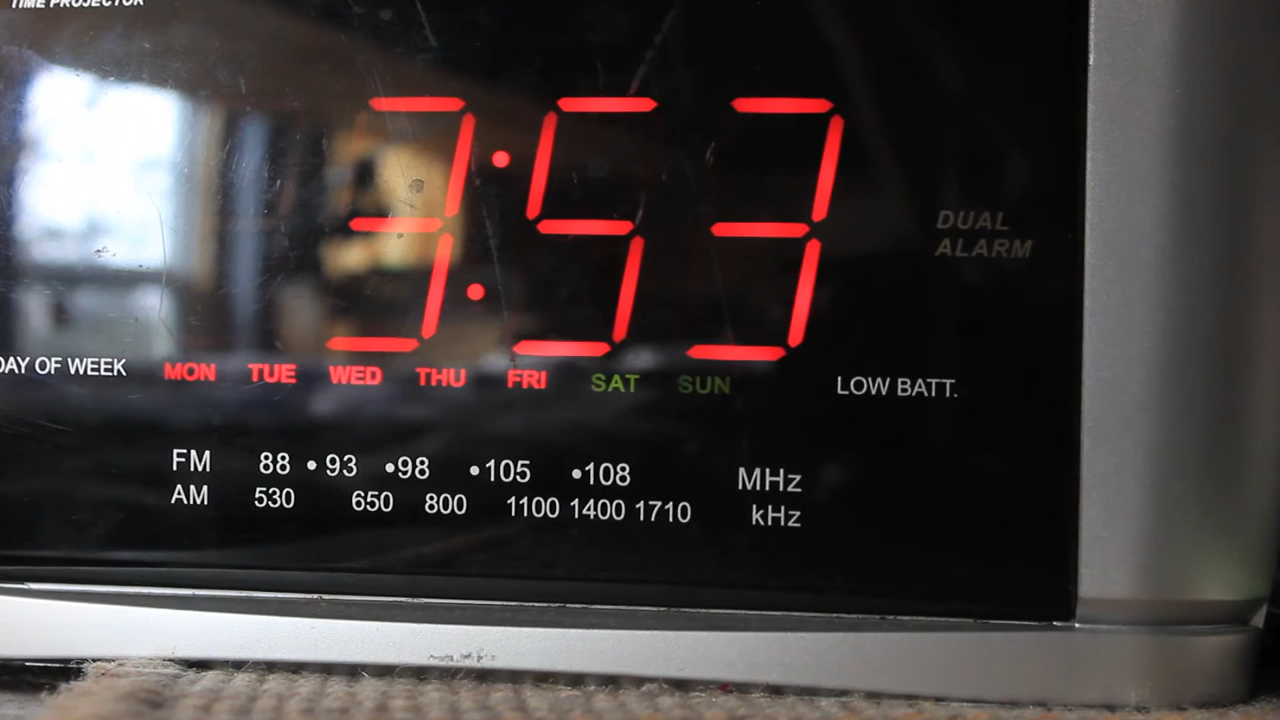 TIME PROJECTOR
3:53
DUAL
ALARM
DAY OF WEEK MON TUE WED THU FRI SAT SUN LOW BATT.
FM 88 •93 •98 •105 •108 MHz
AM 530 650 800 1100 1400 1710 kHz